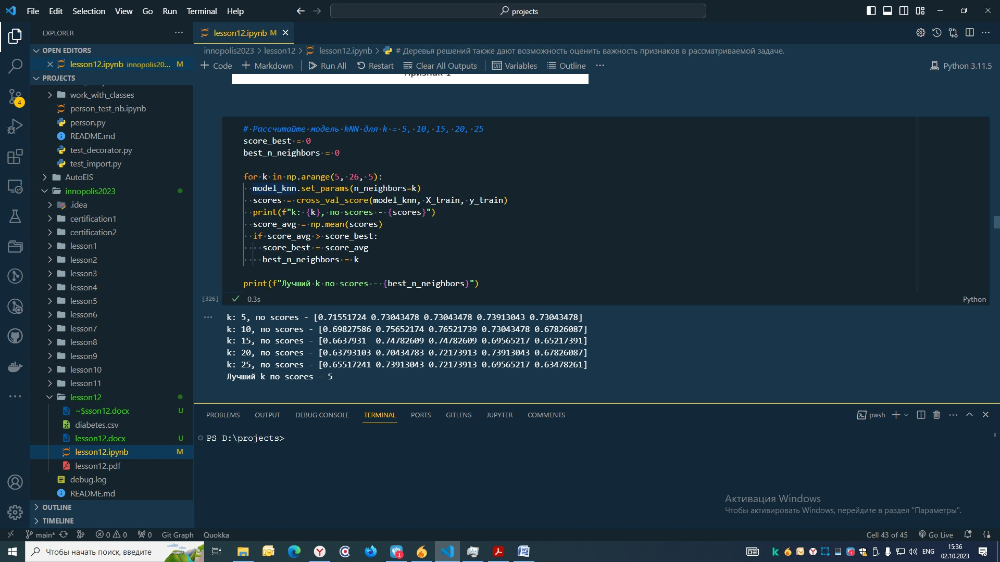 File Edit Selection View Go Run Terminal Help
projects
EXPLORER
OPEN EDITORS
lesson12.ipynb innopolis20... M
PROJECTS
work_with_classes
person_test_nb.ipynb
person.py
README.md
test_decorator.py
test_import.py
AutoEIS
innopolis2023
.idea
certification1
certification2
lesson1
lesson2
lesson3
lesson4
lesson5
lesson6
lesson7
lesson8
lesson9
lesson10
lesson11
lesson12
~$sson12.docx U
diabetes.csv
lesson12.docx U
lesson12.ipynb M
lesson12.pdf
debug.log
README.md
OUTLINE
TIMELINE
lesson12.ipynb M
innopolis2023 > lesson12 > lesson12.ipynb > # Деревья решений также дают возможность оценить важность признаков в рассматриваемой задаче.
Code Markdown Run All Restart Clear All Outputs Variables Outline
Python 3.11.5
# Рассчитайте модель kNN для k = 5, 10, 15, 20, 25
score_best = 0
best_n_neighbors = 0
for k in np.arange(5, 26, 5):
model_knn.set_params(n_neighbors=k)
scores = cross_val_score(model_knn, X_train, y_train)
print(f"k: {k}, по scores - {scores}")
score_avg = np.mean(scores)
if score_avg > score_best:
score_best = score_avg
best_n_neighbors = k
print(f"Лучший k по scores - {best_n_neighbors}")
[326] 0.3s Python
k: 5, по scores - [0.71551724 0.73043478 0.73043478 0.73913043 0.73043478]
k: 10, по scores - [0.69827586 0.75652174 0.76521739 0.73043478 0.67826087]
k: 15, по scores - [0.6637931  0.74782609 0.74782609 0.69565217 0.65217391]
k: 20, по scores - [0.63793103 0.70434783 0.72173913 0.73913043 0.67826087]
k: 25, по scores - [0.65517241 0.73913043 0.72173913 0.69565217 0.63478261]
Лучший k по scores - 5
PROBLEMS OUTPUT DEBUG CONSOLE TERMINAL PORTS GITLENS JUPYTER COMMENTS
pwsh
PS D:\projects>
Активация Windows
Чтобы активировать Windows, перейдите в раздел "Параметры".
4
main* 0 0 0 Git Graph Quokka
Cell 43 of 45 Go Live
Чтобы начать поиск, введите
ENG
15:36
02.10.2023